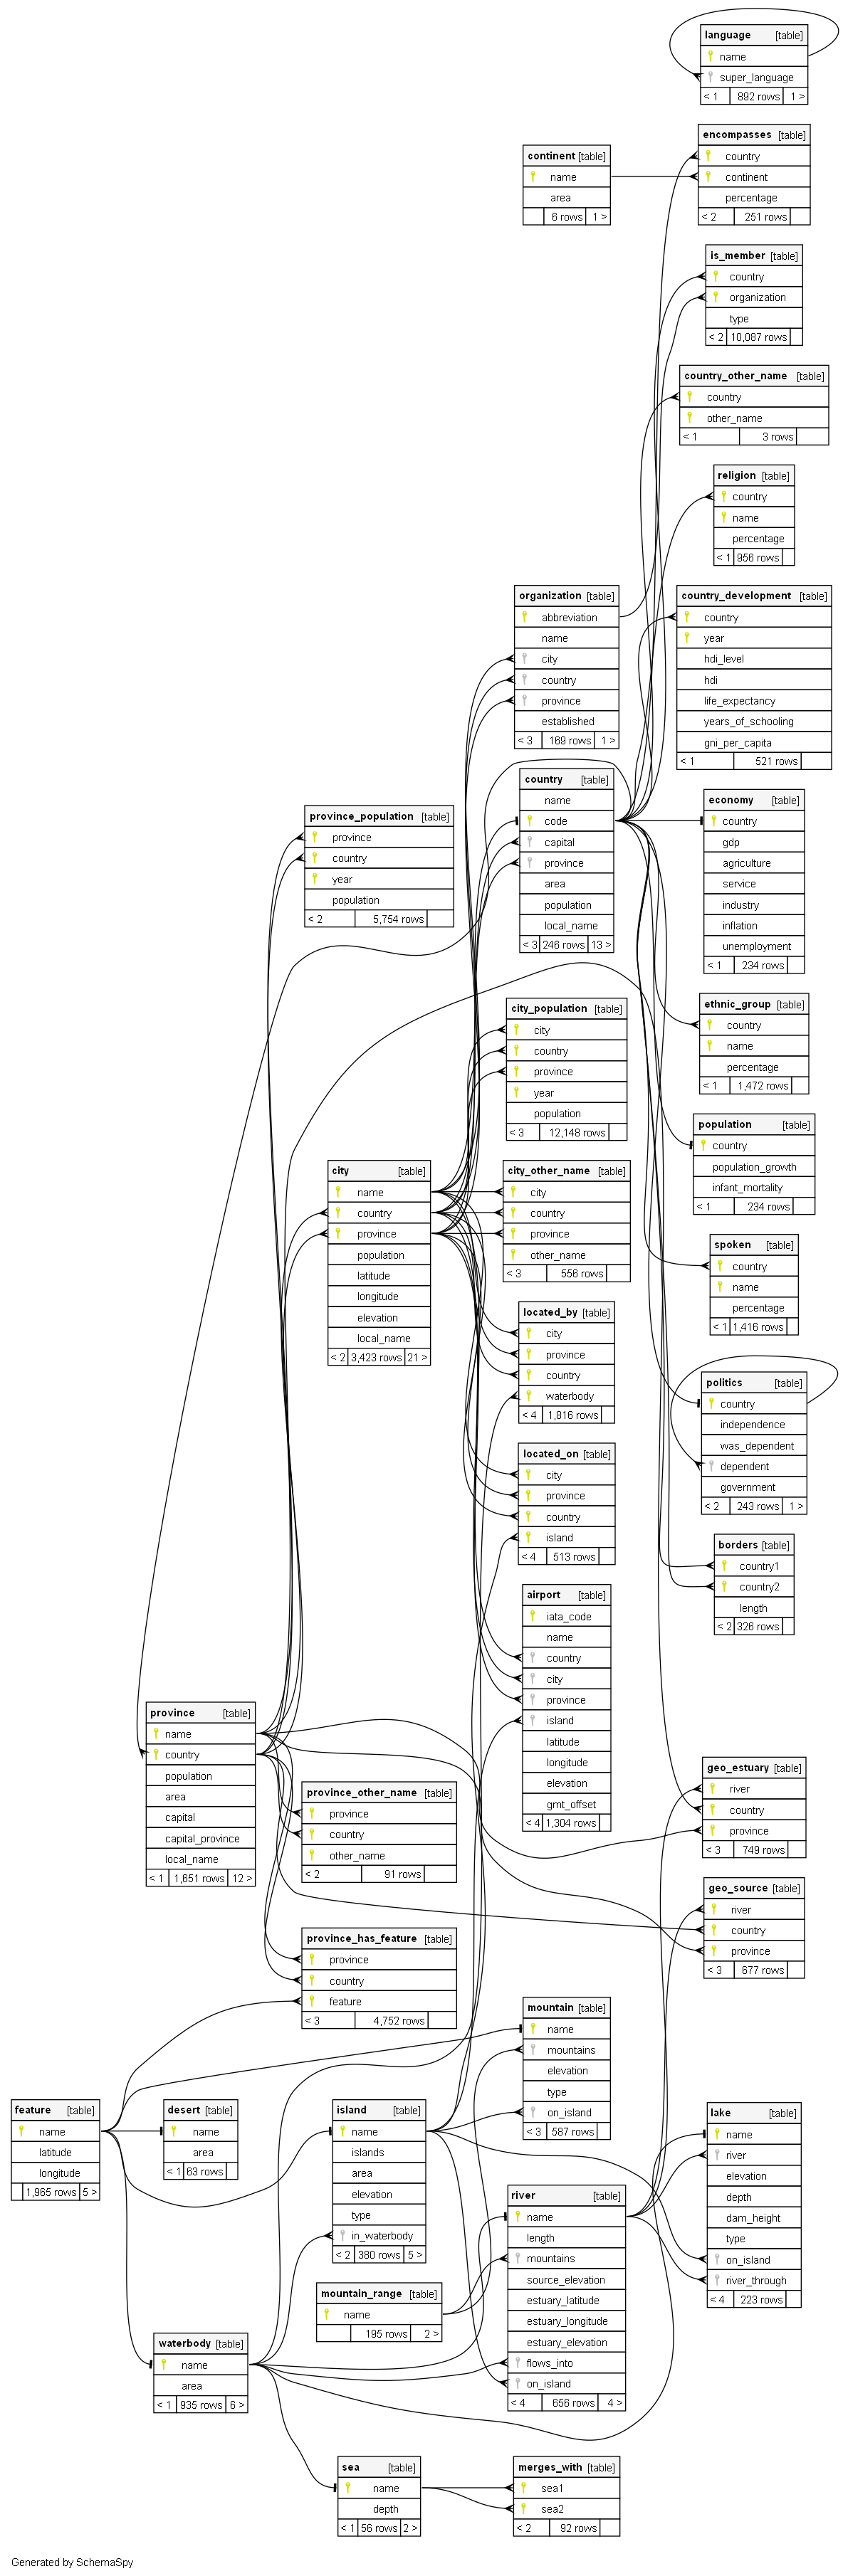 language [table]
name
super_language
< 1 892 rows 1 >
encompasses [table]
country
continent
percentage
< 2 251 rows
continent [table]
name
area
6 rows 1 >
is_member [table]
country
organization
type
< 2 10,087 rows
country_other_name [table]
country
other_name
< 1 3 rows
religion [table]
country
name
percentage
< 1 956 rows
organization [table]
abbreviation
name
city
country
province
established
< 3 169 rows 1 >
country_development [table]
country
year
hdi_level
hdi
life_expectancy
years_of_schooling
gni_per_capita
< 1 521 rows
country [table]
name
code
capital
province
area
population
local_name
< 3 246 rows 13 >
economy [table]
country
gdp
agriculture
service
industry
inflation
unemployment
< 1 234 rows
province_population [table]
province
country
year
population
< 2 5,754 rows
ethnic_group [table]
country
name
percentage
< 1 1,472 rows
city_population [table]
city
country
province
year
population
< 3 12,148 rows
population [table]
country
population_growth
infant_mortality
< 1 234 rows
city [table]
name
country
province
population
latitude
longitude
elevation
local_name
< 2 3,423 rows 21 >
city_other_name [table]
city
country
province
other_name
< 3 556 rows
spoken [table]
country
name
percentage
< 1 1,416 rows
located_by [table]
city
province
country
waterbody
< 4 1,816 rows
politics [table]
country
independence
was_dependent
dependent
government
< 2 243 rows 1 >
located_on [table]
city
province
country
island
< 4 513 rows
borders [table]
country1
country2
length
< 2 326 rows
airport [table]
iata_code
name
country
city
province
island
latitude
longitude
elevation
gmt_offset
< 4 1,304 rows
province [table]
name
country
population
area
capital
capital_province
local_name
< 1 1,651 rows 12 >
geo_estuary [table]
river
country
province
< 3 749 rows
province_other_name [table]
province
country
other_name
< 2 91 rows
geo_source [table]
river
country
province
< 3 677 rows
province_has_feature [table]
province
country
feature
< 3 4,752 rows
mountain [table]
name
mountains
elevation
type
on_island
< 3 587 rows
feature [table]
name
latitude
longitude
1,965 rows 5 >
desert [table]
name
area
< 1 63 rows
island [table]
name
islands
area
elevation
type
in_waterbody
< 2 380 rows 5 >
lake [table]
name
river
elevation
depth
dam_height
type
on_island
river_through
< 4 223 rows
river [table]
name
length
mountains
source_elevation
estuary_latitude
estuary_longitude
estuary_elevation
flows_into
on_island
< 4 656 rows 4 >
mountain_range [table]
name
195 rows 2 >
waterbody [table]
name
area
< 1 935 rows 6 >
sea [table]
name
depth
< 1 56 rows 2 >
merges_with [table]
sea1
sea2
< 2 92 rows
Generated by SchemaSpy